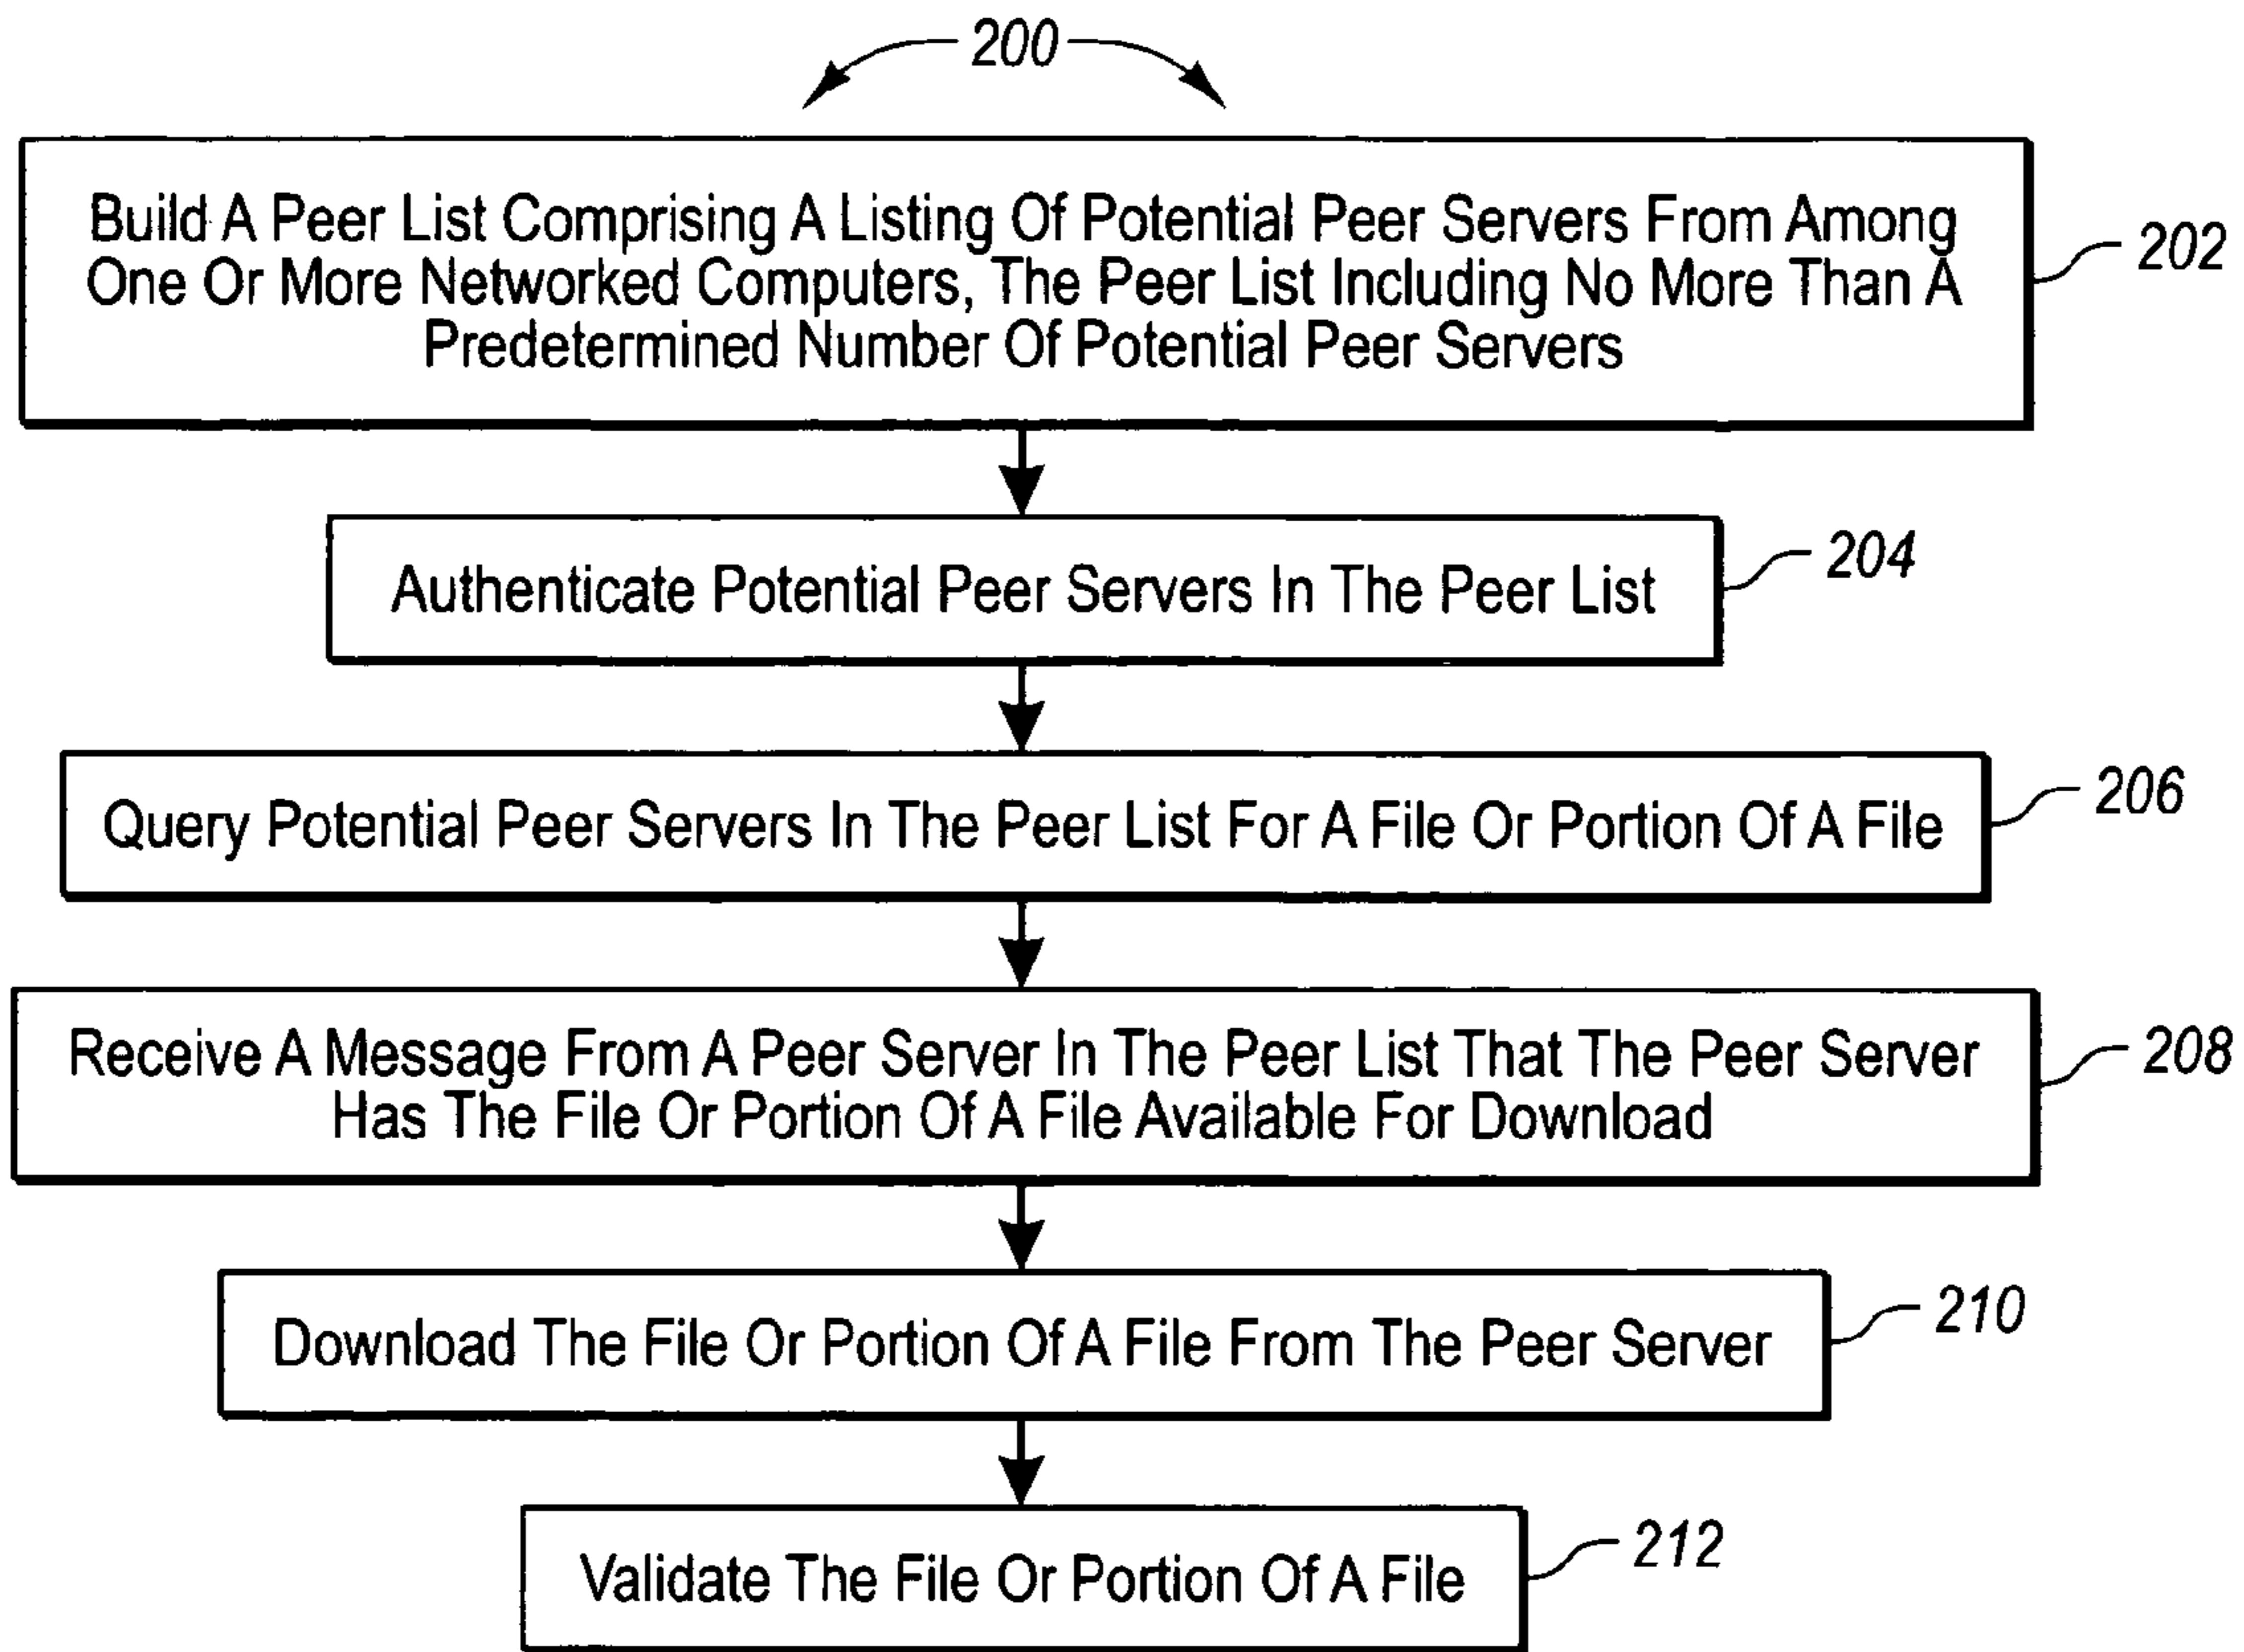 200
Build A Peer List Comprising A Listing Of Potential Peer Servers From Among
One Or More Networked Computers, The Peer List Including No More Than A
Predetermined Number Of Potential Peer Servers
202
Authenticate Potential Peer Servers In The Peer List
204
Query Potential Peer Servers In The Peer List For A File Or Portion Of A File
206
Receive A Message From A Peer Server In The Peer List That The Peer Server
Has The File Or Portion Of A File Available For Download
208
Download The File Or Portion Of A File From The Peer Server
210
Validate The File Or Portion Of A File
212